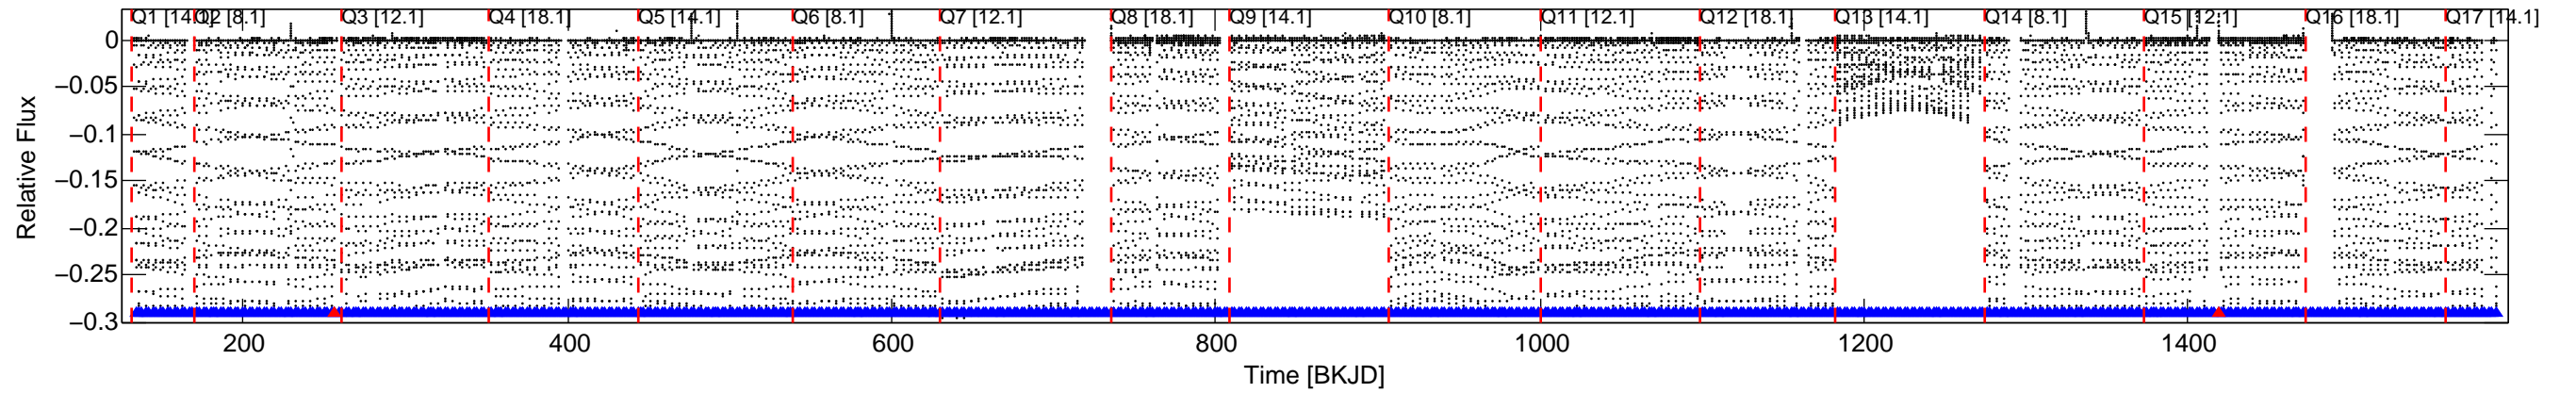 Q1 [14.1] Q2 [8.1] Q3 [12.1] Q4 [18.1] Q5 [14.1] Q6 [8.1] Q7 [12.1] Q8 [18.1] Q9 [14.1] Q10 [8.1] Q11 [12.1] Q12 [18.1] Q13 [14.1] Q14 [8.1] Q15 [12.1] Q16 [18.1] Q17 [14.1]
0
−0.05
−0.1
−0.15
−0.2
−0.25
−0.3
Relative Flux
200 400 600 800 1000 1200 1400
Time [BKJD]